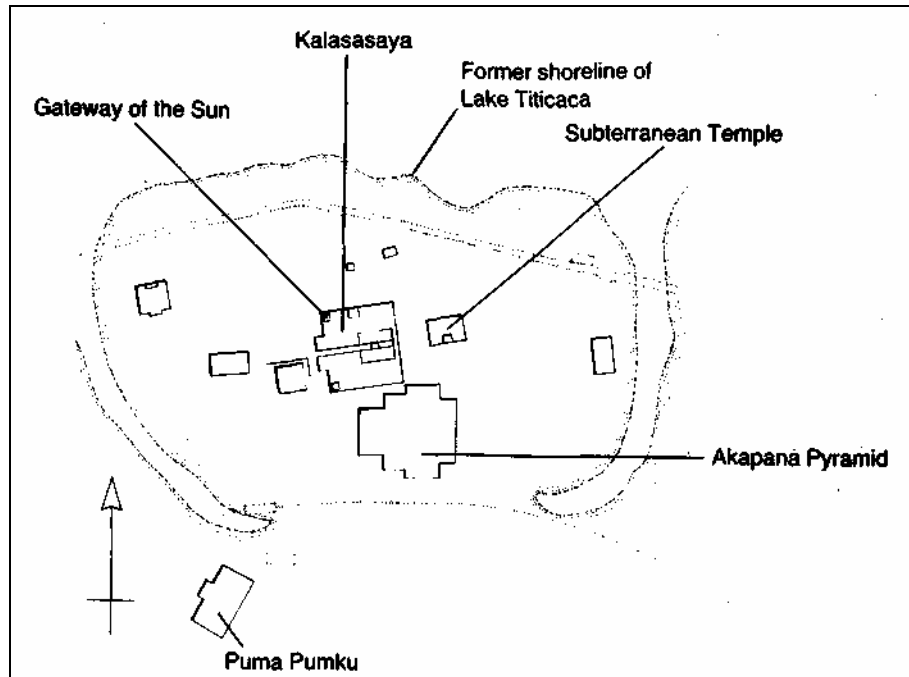 Kalasasaya
Former shoreline of
Lake Titicaca
Gateway of the Sun
Subterranean Temple
Akapana Pyramid
Puma Pumku